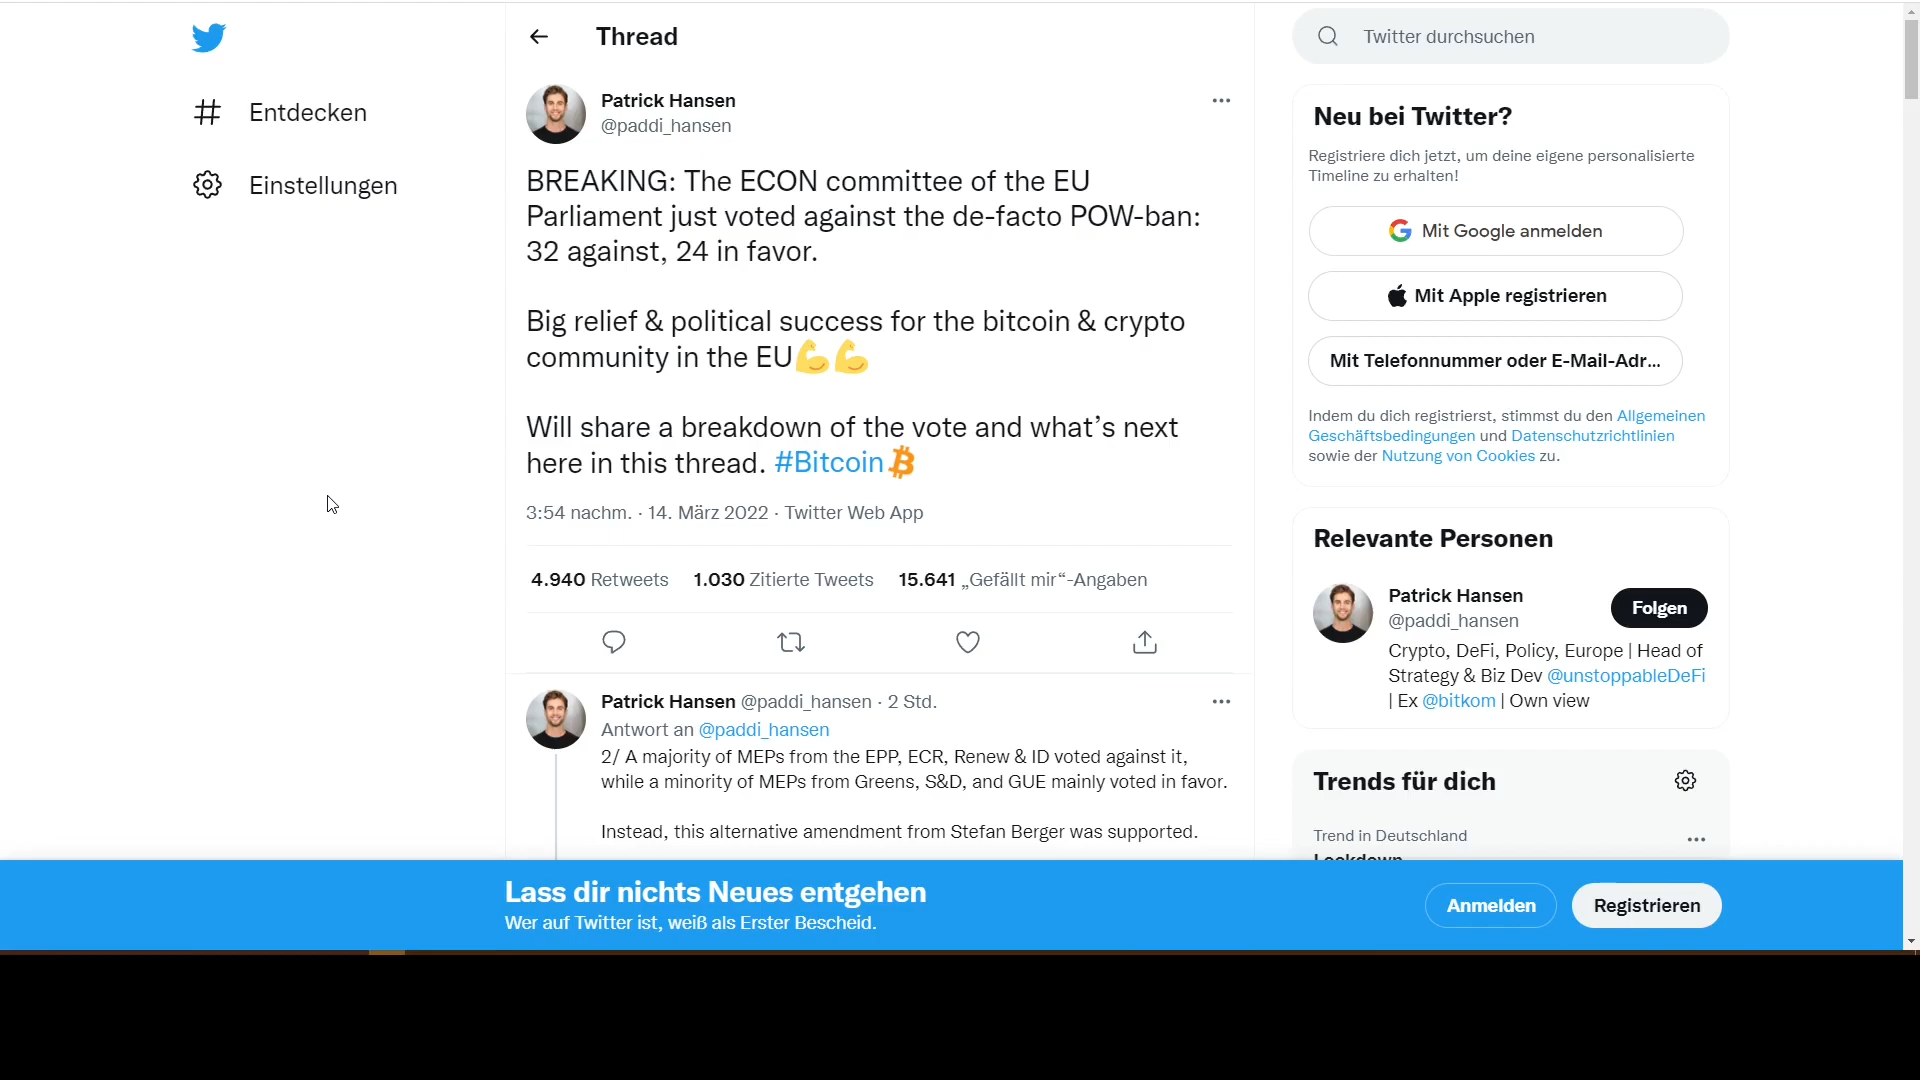 Thread
Twitter durchsuchen
Entdecken
Einstellungen
Patrick Hansen
@paddi_hansen
BREAKING: The ECON committee of the EU
Parliament just voted against the de-facto POW-ban:
32 against, 24 in favor.
Big relief & political success for the bitcoin & crypto
community in the EU💪💪
Will share a breakdown of the vote and what’s next
here in this thread. #Bitcoin
3:54 nachm. · 14. März 2022 · Twitter Web App
4.940 Retweets 1.030 Zitierte Tweets 15.641 „Gefällt mir“-Angaben
Patrick Hansen @paddi_hansen · 2 Std.
Antwort an @paddi_hansen
2/ A majority of MEPs from the EPP, ECR, Renew & ID voted against it,
while a minority of MEPs from Greens, S&D, and GUE mainly voted in favor.
Instead, this alternative amendment from Stefan Berger was supported.
Neu bei Twitter?
Registriere dich jetzt, um deine eigene personalisierte
Timeline zu erhalten!
Mit Google anmelden
Mit Apple registrieren
Mit Telefonnummer oder E-Mail-Adr...
Indem du dich registrierst, stimmst du den Allgemeinen
Geschäftsbedingungen und Datenschutzrichtlinien
sowie der Nutzung von Cookies zu.
Relevante Personen
Patrick Hansen
@paddi_hansen
Folgen
Crypto, DeFi, Policy, Europe | Head of
Strategy & Biz Dev @unstoppableDeFi
| Ex @bitkom | Own view
Trends für dich
Trend in Deutschland
Lockdown
Lass dir nichts Neues entgehen
Wer auf Twitter ist, weiß als Erster Bescheid.
Anmelden
Registrieren